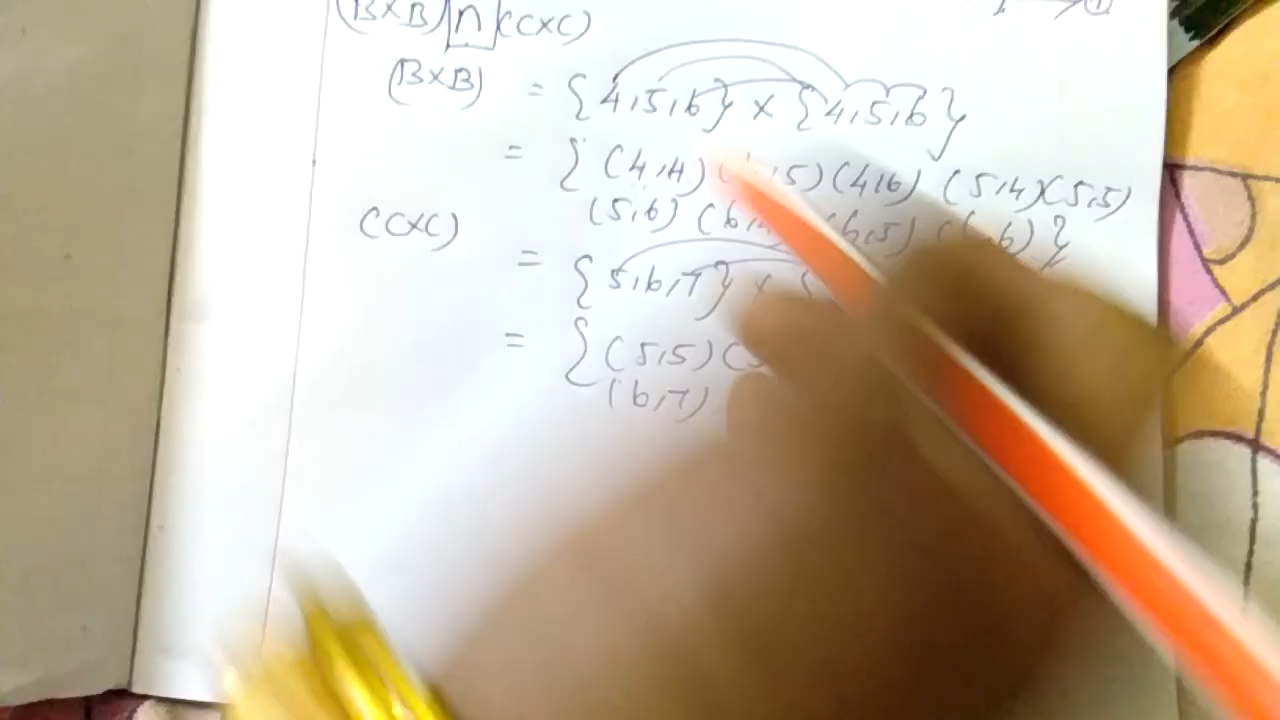 (B×B) ∩ (C×C)
(B×B) = {4,5,6} × {4,5,6}
= { (4,4) ,5) (4,6) (5,4) (5,5)
(5,6) (6, (6,5) ,6) }
(C×C) = {5,6,7} × {
= { (5,5) (
(6,7)